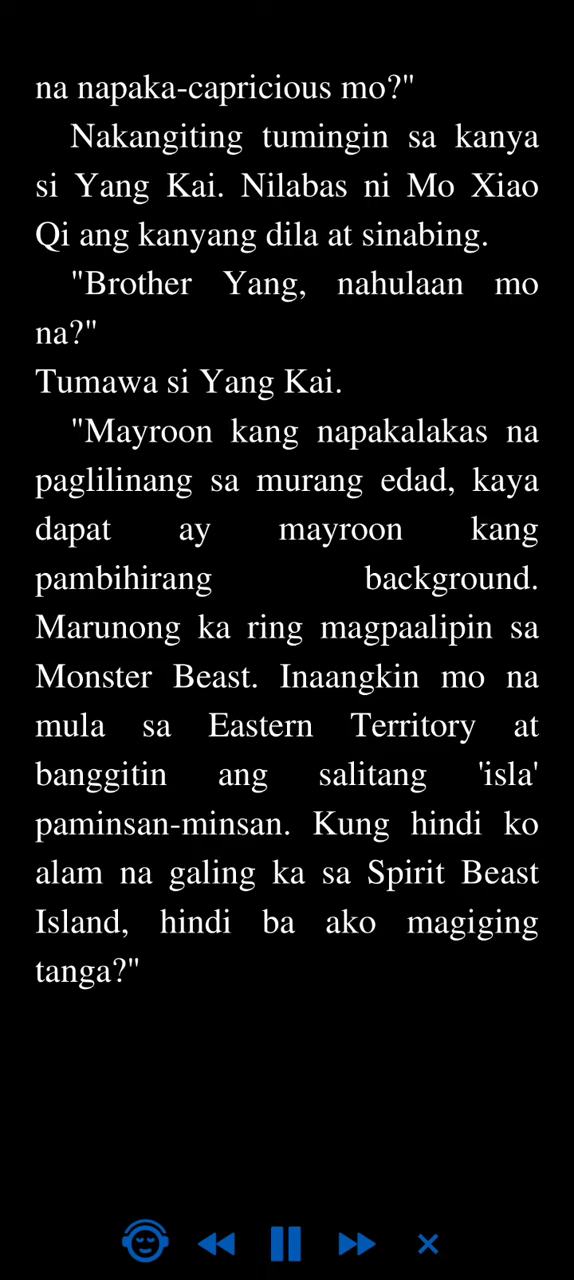 na napaka-capricious mo?"
Nakangiting tumingin sa kanya
si Yang Kai. Nilabas ni Mo Xiao
Qi ang kanyang dila at sinabing.
"Brother Yang, nahulaan mo
na?"
Tumawa si Yang Kai.
"Mayroon kang napakalakas na
paglilinang sa murang edad, kaya
dapat ay mayroon kang
pambihirang background.
Marunong ka ring magpaalipin sa
Monster Beast. Inaangkin mo na
mula sa Eastern Territory at
banggitin ang salitang 'isla'
paminsan-minsan. Kung hindi ko
alam na galing ka sa Spirit Beast
Island, hindi ba ako magiging
tanga?"